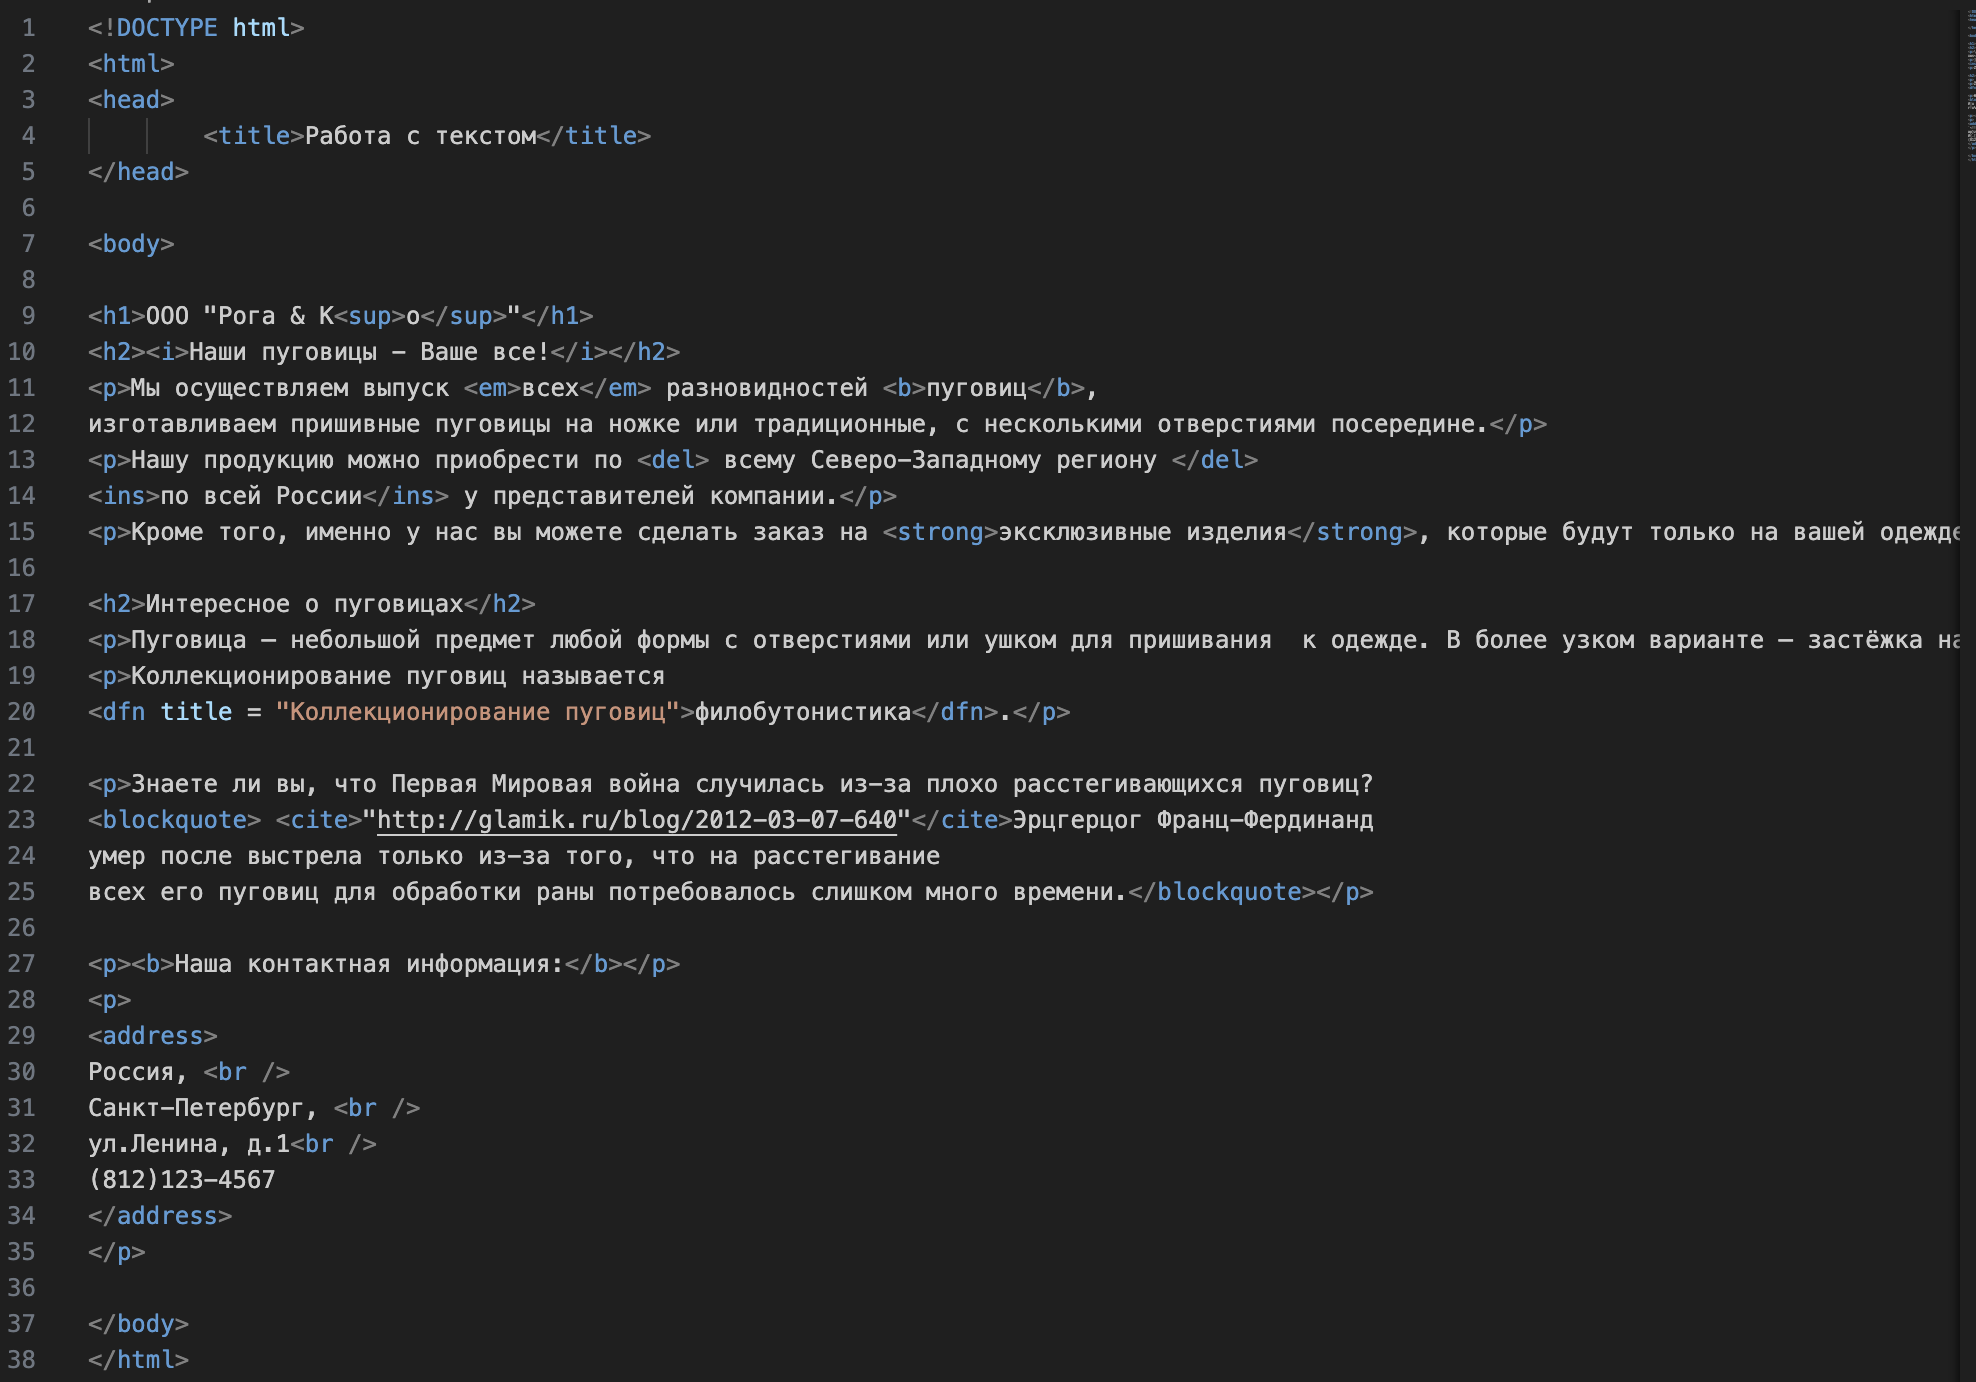 1 <!DOCTYPE html>
2 <html>
3 <head>
4 <title>Работа с текстом</title>
5 </head>
6
7 <body>
8
9 <h1>ООО "Рога & К<sup>о</sup>"</h1>
10 <h2><i>Наши пуговицы - Ваше все!</i></h2>
11 <p>Мы осуществляем выпуск <em>всех</em> разновидностей <b>пуговиц</b>,
12 изготавливаем пришивные пуговицы на ножке или традиционные, с несколькими отверстиями посередине.</p>
13 <p>Нашу продукцию можно приобрести по <del> всему Северо-Западному региону </del>
14 <ins>по всей России</ins> у представителей компании.</p>
15 <p>Кроме того, именно у нас вы можете сделать заказ на <strong>эксклюзивные изделия</strong>, которые будут только на вашей одежде
16
17 <h2>Интересное о пуговицах</h2>
18 <p>Пуговица — небольшой предмет любой формы с отверстиями или ушком для пришивания  к одежде. В более узком варианте — застёжка на
19 <p>Коллекционирование пуговиц называется
20 <dfn title = "Коллекционирование пуговиц">филобутонистика</dfn>.</p>
21
22 <p>Знаете ли вы, что Первая Мировая война случилась из-за плохо расстегивающихся пуговиц?
23 <blockquote> <cite>"http://glamik.ru/blog/2012-03-07-640"</cite>Эрцгерцог Франц-Фердинанд
24 умер после выстрела только из-за того, что на расстегивание
25 всех его пуговиц для обработки раны потребовалось слишком много времени.</blockquote></p>
26
27 <p><b>Наша контактная информация:</b></p>
28 <p>
29 <address>
30 Россия, <br />
31 Санкт-Петербург, <br />
32 ул.Ленина, д.1<br />
33 (812)123-4567
34 </address>
35 </p>
36
37 </body>
38 </html>